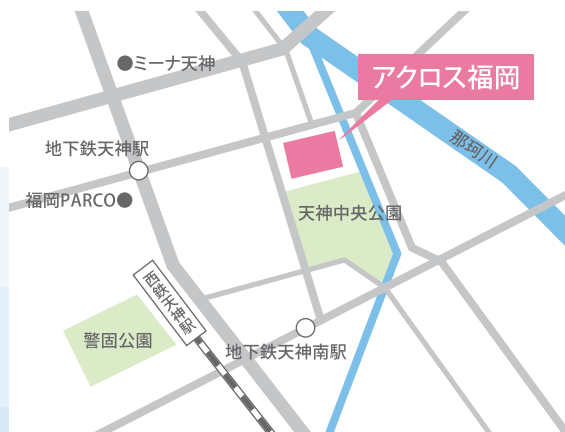 ミーナ天神
アクロス福岡
地下鉄天神駅
那珂川
福岡PARCO
天神中央公園
西鉄天神駅
警固公園
地下鉄天神南駅